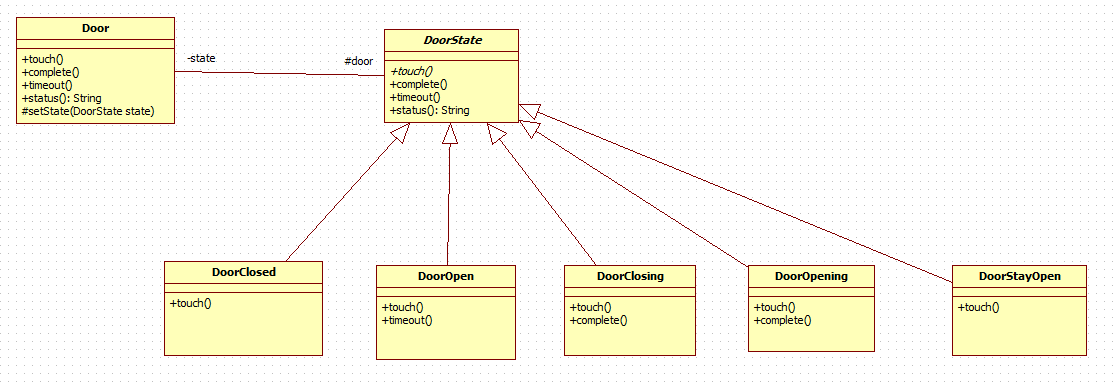 Door
+touch()
+complete()
+timeout()
+status(): String
#setState(DoorState state)
-state
#door
DoorState
+touch()
+complete()
+timeout()
+status(): String
DoorClosed
+touch()
DoorOpen
+touch()
+timeout()
DoorClosing
+touch()
+complete()
DoorOpening
+touch()
+complete()
DoorStayOpen
+touch()